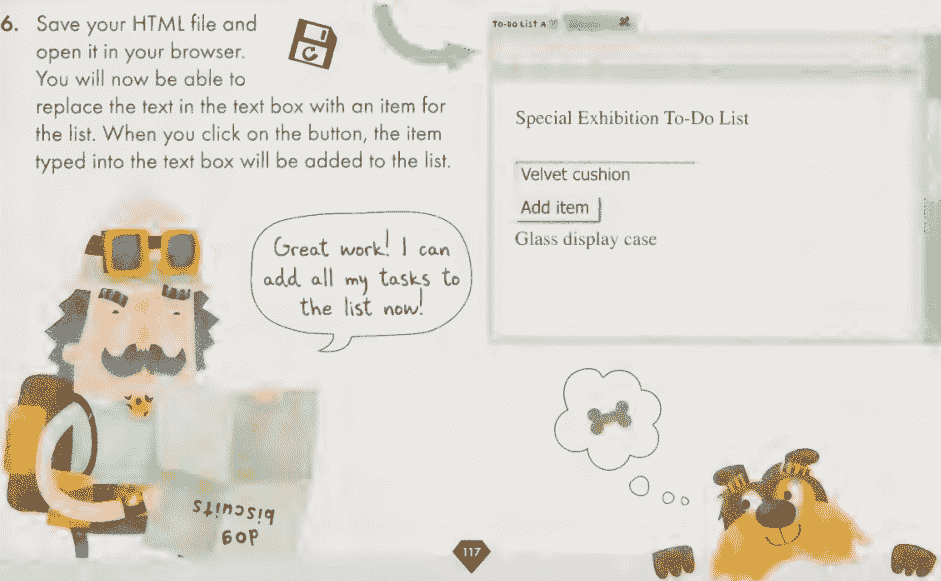 6. Save your HTML file and
open it in your browser.
You will now be able to
replace the text in the text box with an item for
the list. When you click on the button, the item
typed into the text box will be added to the list.
Great work! I can
add all my tasks to
the list now!
Dog
biscuits
To-Do List
Special Exhibition To-Do List
Velvet cushion
Add item
Glass display case
117